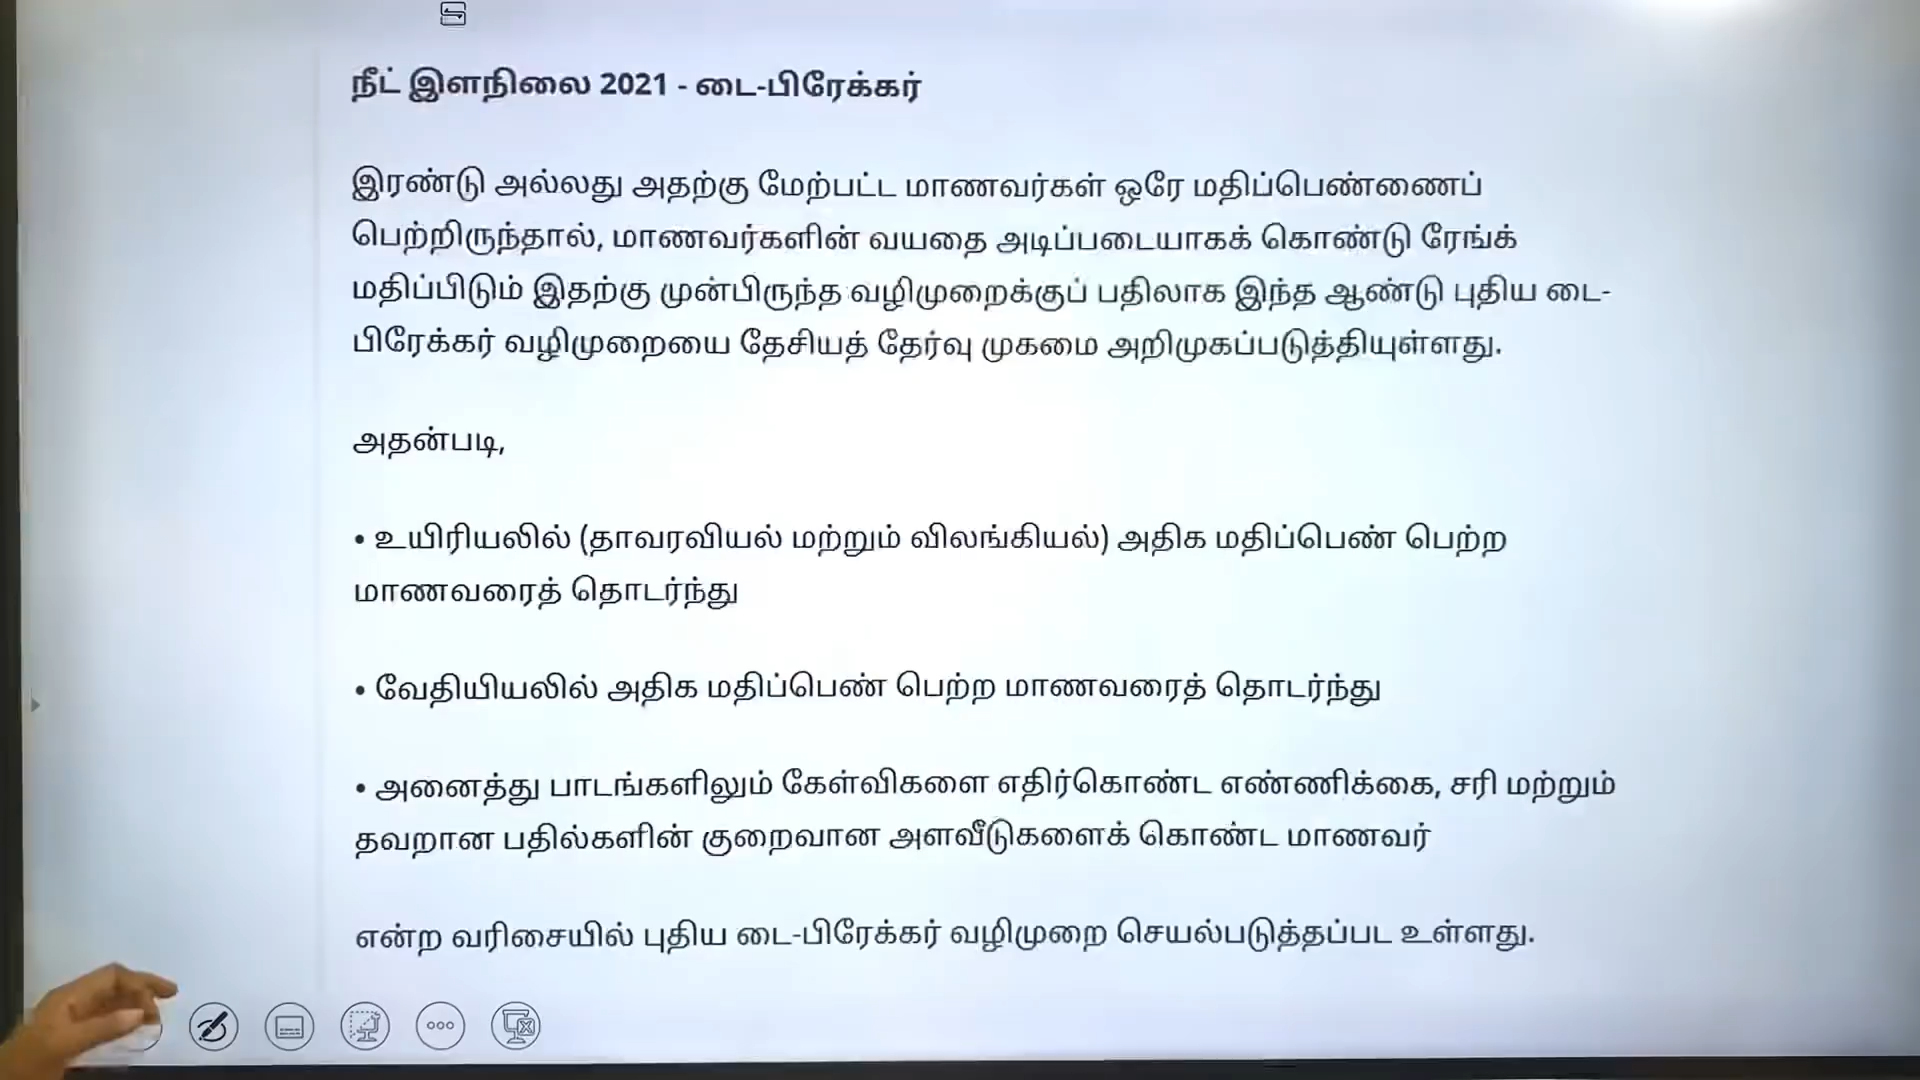 நீட் இளநிலை 2021 - டை-பிரேக்கர்
இரண்டு அல்லது அதற்கு மேற்பட்ட மாணவர்கள் ஒரே மதிப்பெண்ணைப்
பெற்றிருந்தால், மாணவர்களின் வயதை அடிப்படையாகக் கொண்டு ரேங்க்
மதிப்பிடும் இதற்கு முன்பிருந்த வழிமுறைக்குப் பதிலாக இந்த ஆண்டு புதிய டை-
பிரேக்கர் வழிமுறையை தேசியத் தேர்வு முகமை அறிமுகப்படுத்தியுள்ளது.
அதன்படி,
• உயிரியலில் (தாவரவியல் மற்றும் விலங்கியல்) அதிக மதிப்பெண் பெற்ற
மாணவரைத் தொடர்ந்து
• வேதியியலில் அதிக மதிப்பெண் பெற்ற மாணவரைத் தொடர்ந்து
• அனைத்து பாடங்களிலும் கேள்விகளை எதிர்கொண்ட எண்ணிக்கை, சரி மற்றும்
தவறான பதில்களின் குறைவான அளவீடுகளைக் கொண்ட மாணவர்
என்ற வரிசையில் புதிய டை-பிரேக்கர் வழிமுறை செயல்படுத்தப்பட உள்ளது.